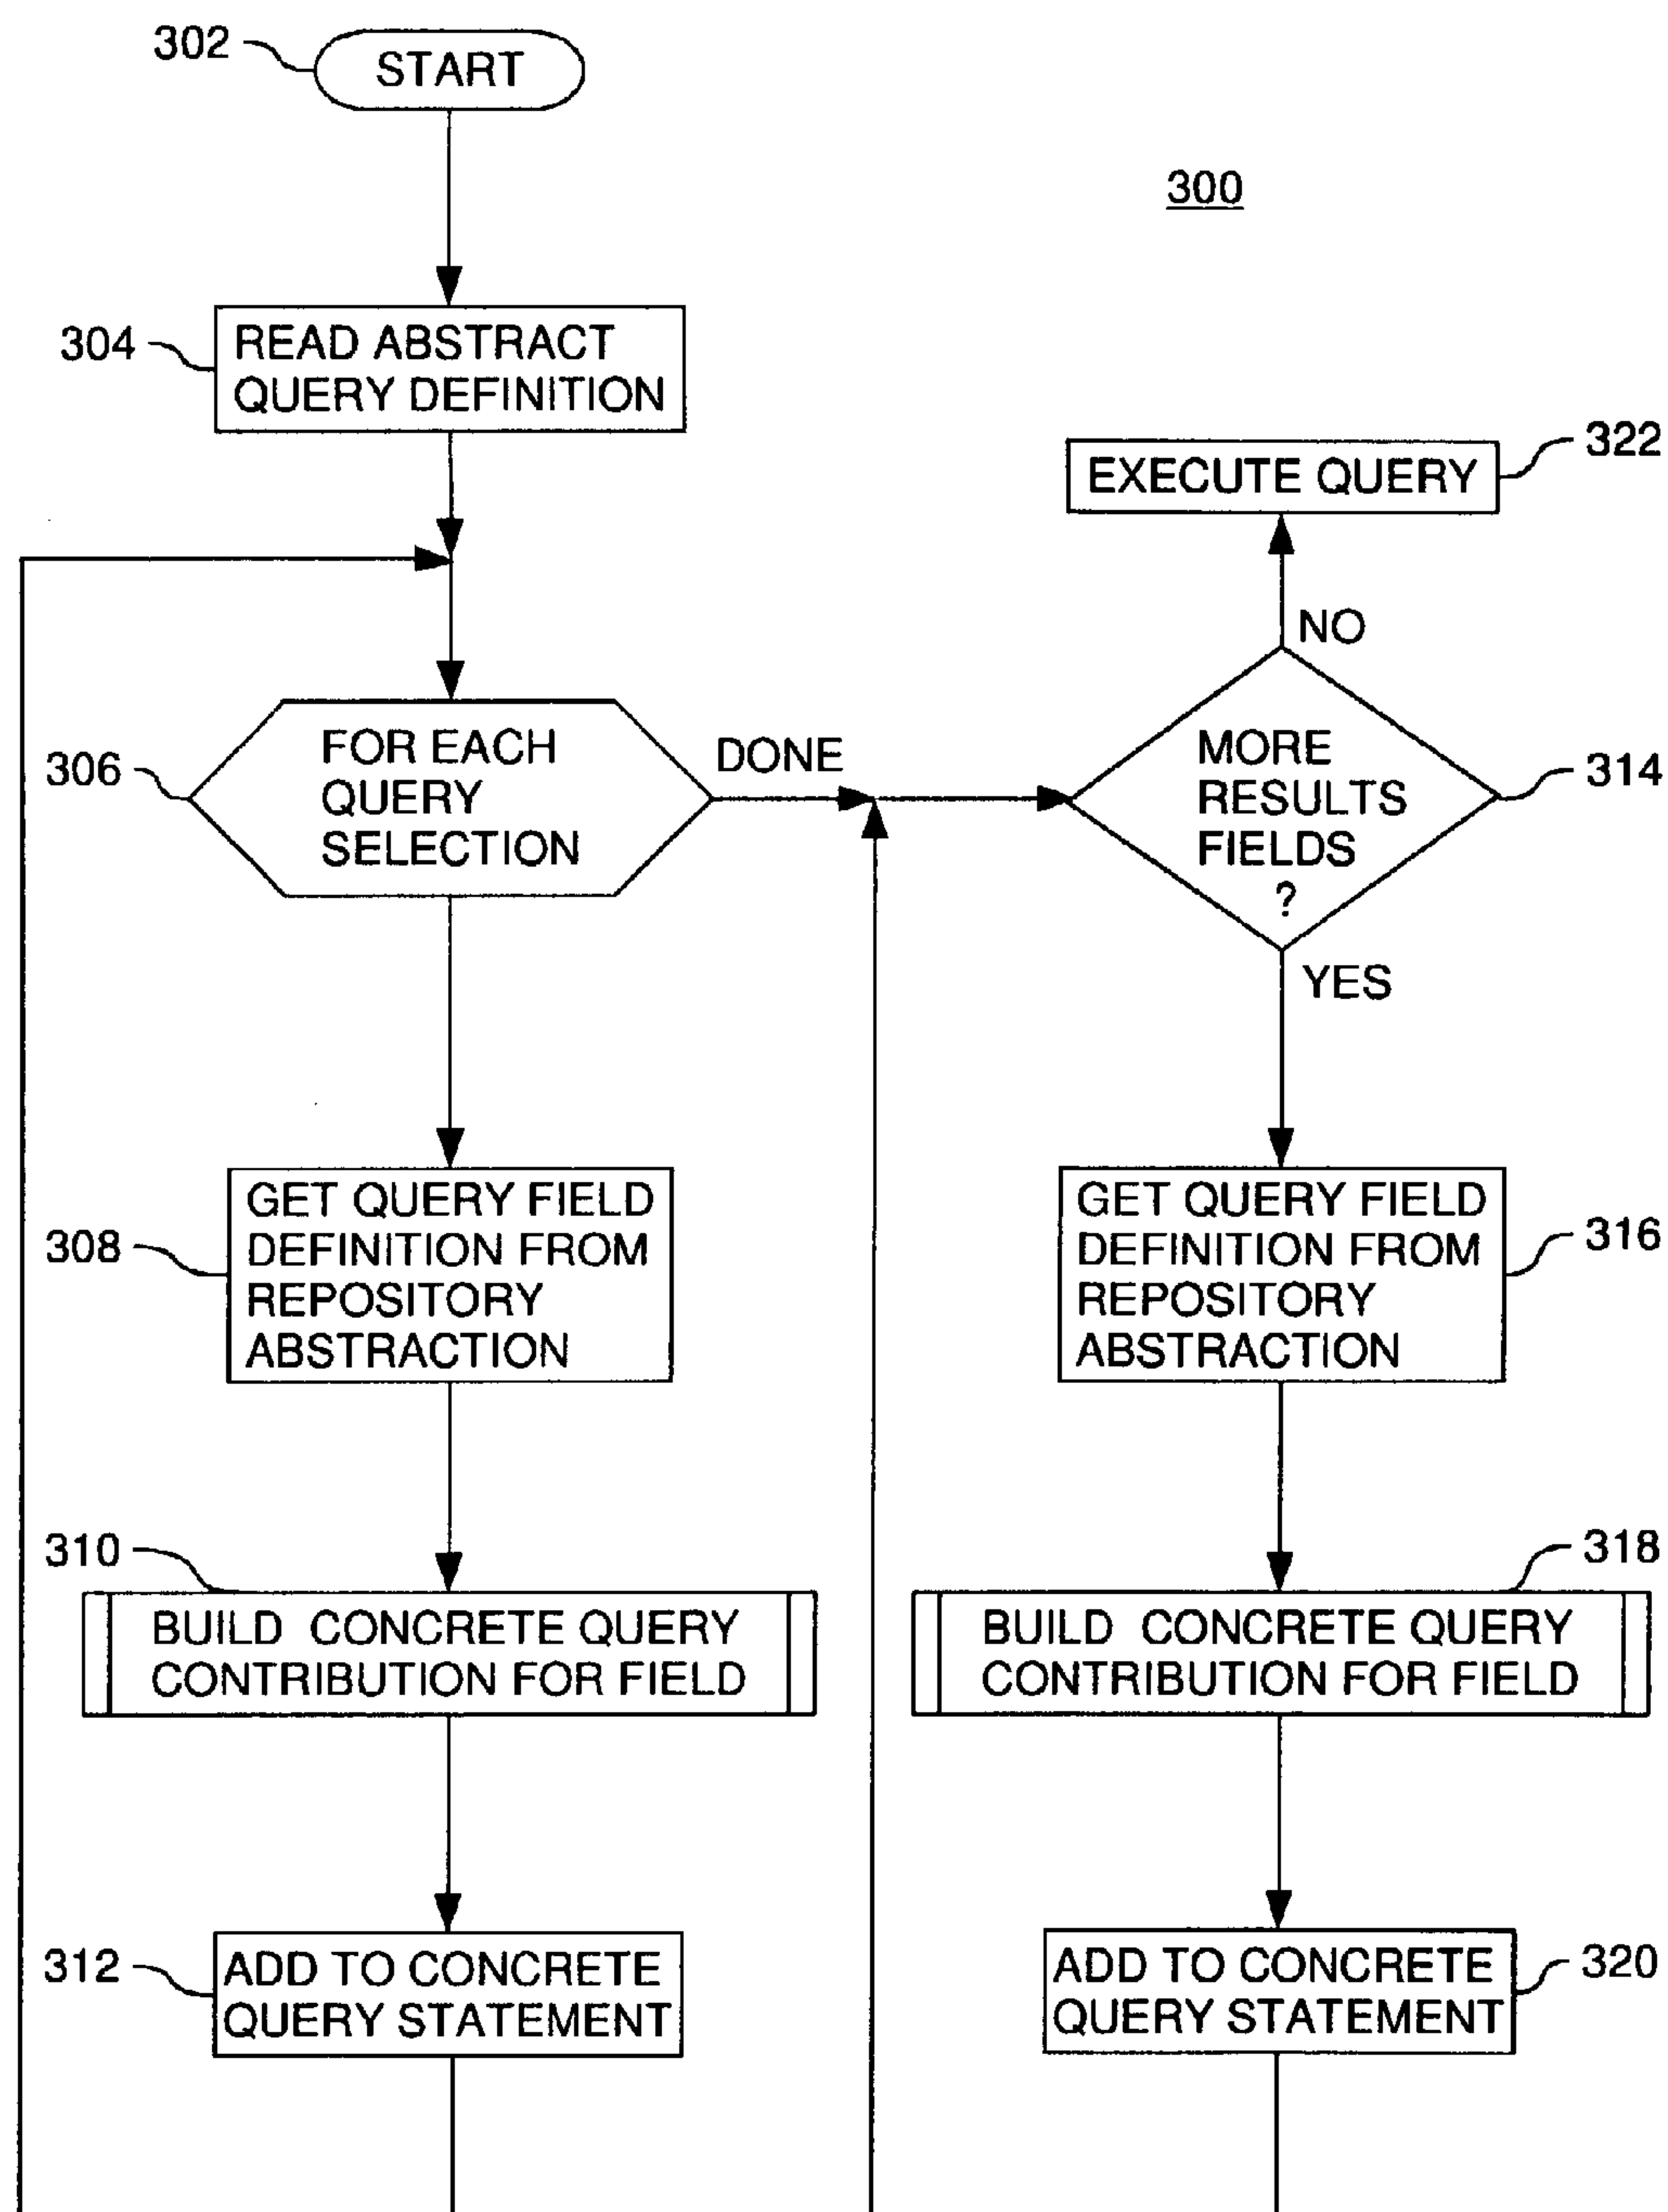 302
START
300
304
READ ABSTRACT
QUERY DEFINITION
322
EXECUTE QUERY
NO
306
FOR EACH
QUERY
SELECTION
DONE
MORE
RESULTS
FIELDS
?
314
YES
308
GET QUERY FIELD
DEFINITION FROM
REPOSITORY
ABSTRACTION
GET QUERY FIELD
DEFINITION FROM
REPOSITORY
ABSTRACTION
316
310
BUILD CONCRETE QUERY
CONTRIBUTION FOR FIELD
318
BUILD CONCRETE QUERY
CONTRIBUTION FOR FIELD
312
ADD TO CONCRETE
QUERY STATEMENT
ADD TO CONCRETE
QUERY STATEMENT
320